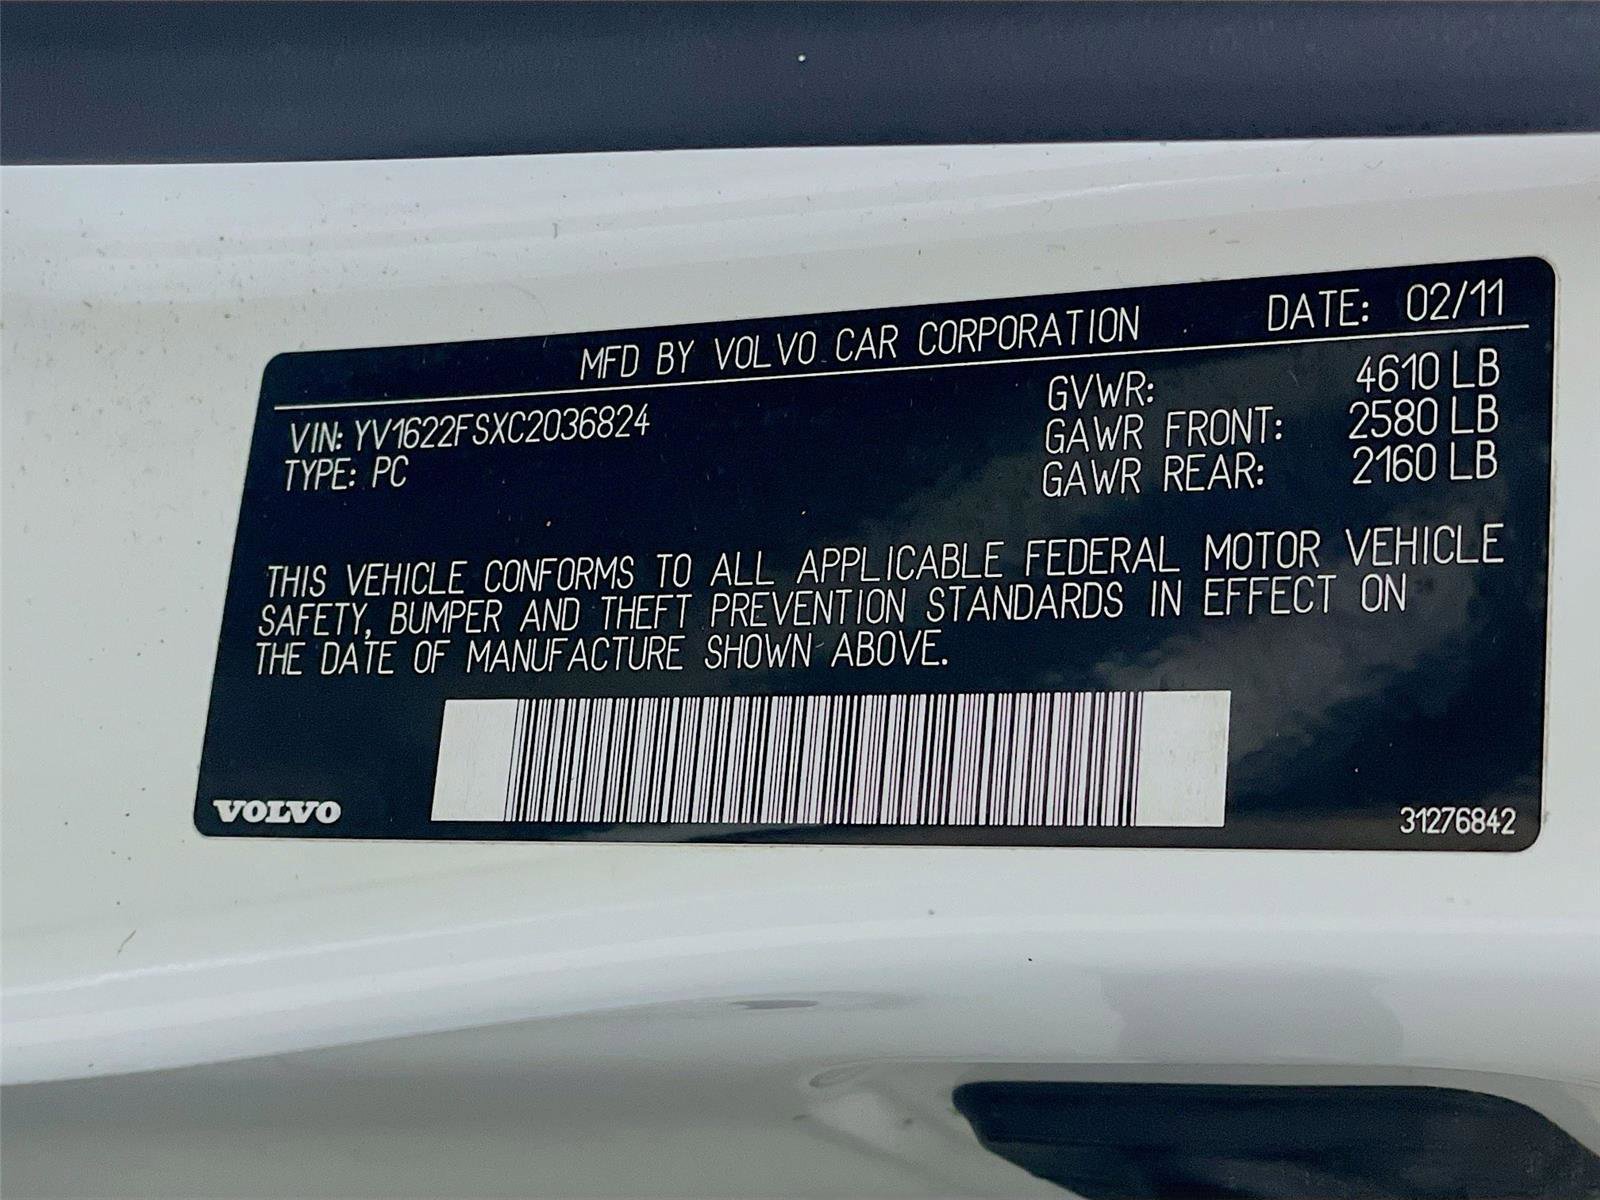 MFD BY VOLVO CAR CORPORATION DATE: 02/11
VIN: YV1622FSXC2036824
TYPE: PC
GVWR: 4610 LB
GAWR FRONT: 2580 LB
GAWR REAR: 2160 LB
THIS VEHICLE CONFORMS TO ALL APPLICABLE FEDERAL MOTOR VEHICLE
SAFETY, BUMPER AND THEFT PREVENTION STANDARDS IN EFFECT ON
THE DATE OF MANUFACTURE SHOWN ABOVE.
VOLVO
31276842